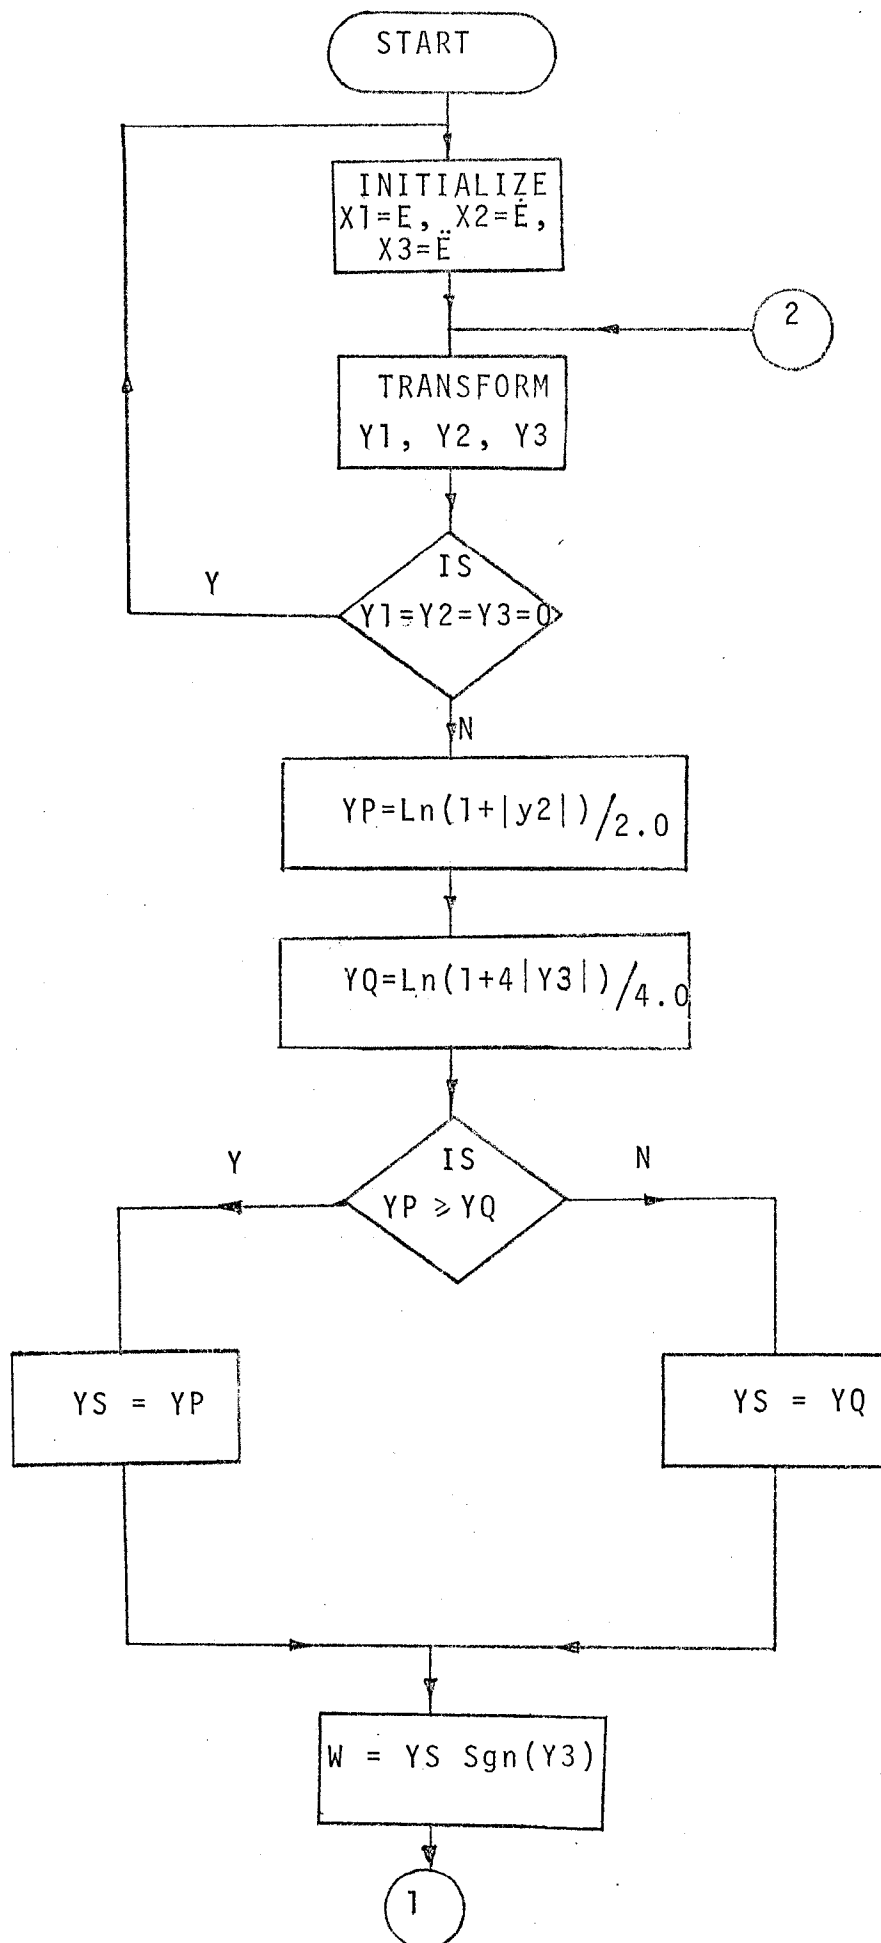 START
INITIALIZE
X1=E, X2=Ė,
X3=Ë
2
TRANSFORM
Y1, Y2, Y3
Y
IS
Y1=Y2=Y3=0
N
YP=Ln(1+|y2|)/2.0
YQ=Ln(1+4|Y3|)/4.0
Y
IS
N
YP ⩾ YQ
YS = YP
YS = YQ
W = YS Sgn(Y3)
1